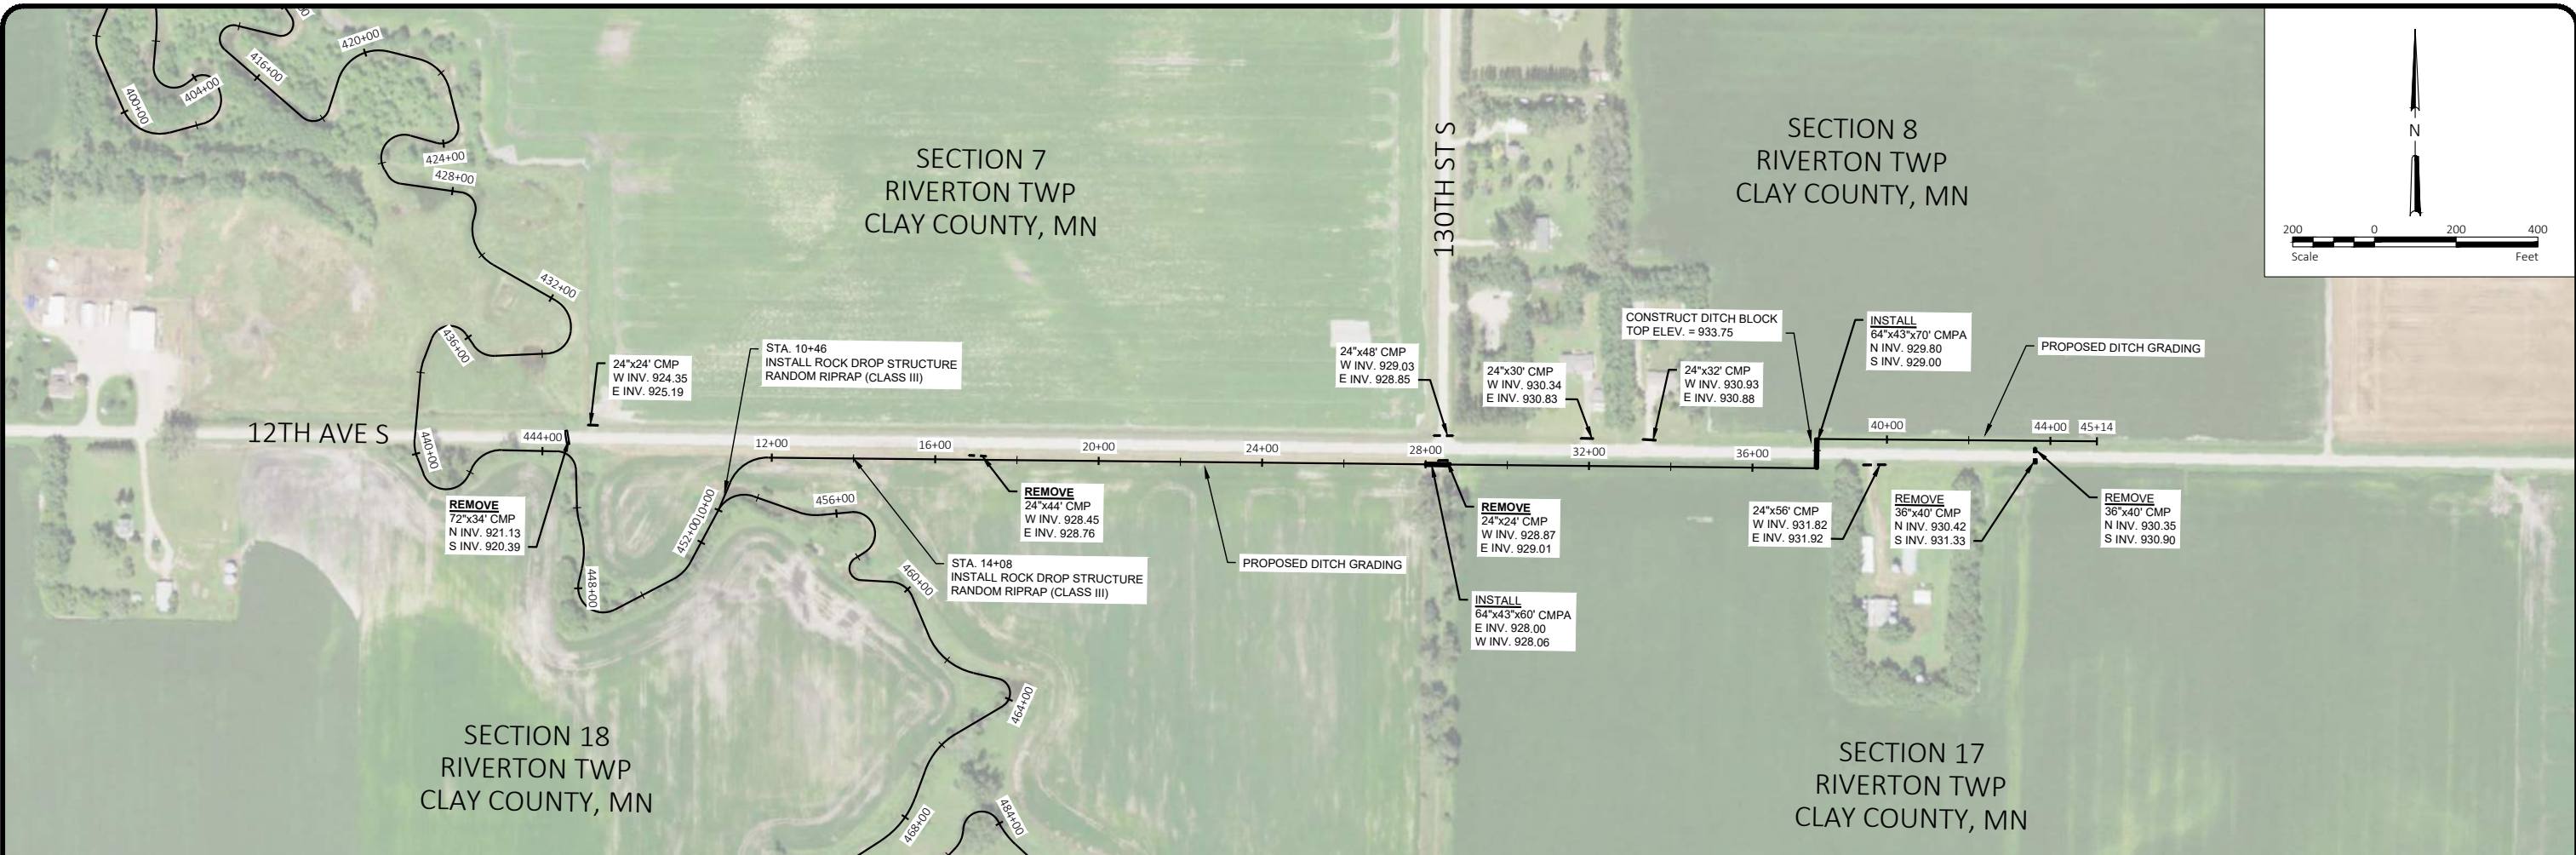 420+00
416+00
404+00
400+00
424+00
428+00
432+00
436+00
440+00
444+00
448+00
452+00
10+00
456+00
460+00
464+00
468+00
484+00
SECTION 7
RIVERTON TWP
CLAY COUNTY, MN
130TH ST S
SECTION 8
RIVERTON TWP
CLAY COUNTY, MN
N
200
0
200
400
Scale
Feet
12TH AVE S
24"x24' CMP
W INV. 924.35
E INV. 925.19
STA. 10+46
INSTALL ROCK DROP STRUCTURE
RANDOM RIPRAP (CLASS III)
24"x48' CMP
W INV. 929.03
E INV. 928.85
24"x30' CMP
W INV. 930.34
E INV. 930.83
24"x32' CMP
W INV. 930.93
E INV. 930.88
CONSTRUCT DITCH BLOCK
TOP ELEV. = 933.75
INSTALL
64"x43"x70' CMPA
N INV. 929.80
S INV. 929.00
PROPOSED DITCH GRADING
12+00
16+00
20+00
24+00
28+00
32+00
36+00
40+00
44+00
45+14
REMOVE
72"x34' CMP
N INV. 921.13
S INV. 920.39
REMOVE
24"x44' CMP
W INV. 928.45
E INV. 928.76
STA. 14+08
INSTALL ROCK DROP STRUCTURE
RANDOM RIPRAP (CLASS III)
PROPOSED DITCH GRADING
REMOVE
24"x24' CMP
W INV. 928.87
E INV. 929.01
INSTALL
64"x43"x60' CMPA
E INV. 928.00
W INV. 928.06
24"x56' CMP
W INV. 931.82
E INV. 931.92
REMOVE
36"x40' CMP
N INV. 930.42
S INV. 931.33
REMOVE
36"x40' CMP
N INV. 930.35
S INV. 930.90
SECTION 18
RIVERTON TWP
CLAY COUNTY, MN
SECTION 17
RIVERTON TWP
CLAY COUNTY, MN